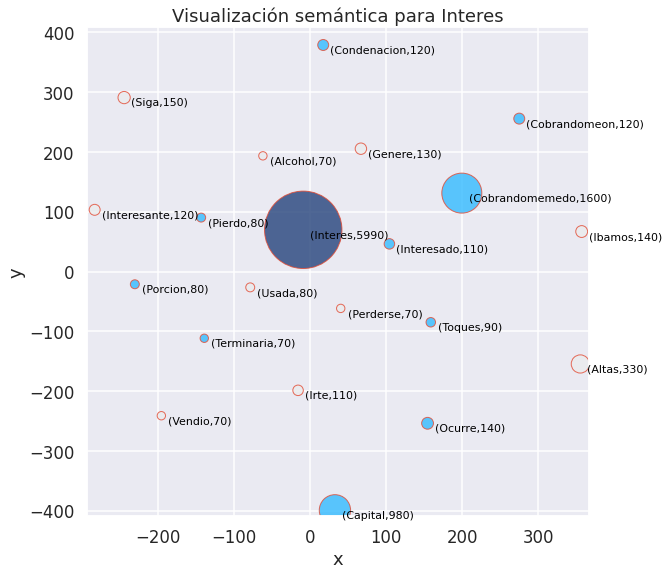 Visualización semántica para Interes
400
(Condenacion,120)
300
(Siga,150)
(Cobrandomeon,120)
200
(Genere,130)
(Alcohol,70)
(Cobrandomemedo,1600)
100
(Interesante,120)
(Pierdo,80)
(Interes,5990)
(Ibamos,140)
(Interesado,110)
y
0
(Porcion,80)
(Usada,80)
(Perderse,70)
(Toques,90)
−100
(Terminaria,70)
(Altas,330)
−200
(Irte,110)
(Vendio,70)
(Ocurre,140)
−300
−400
(Capital,980)
−200 −100 0 100 200 300
x